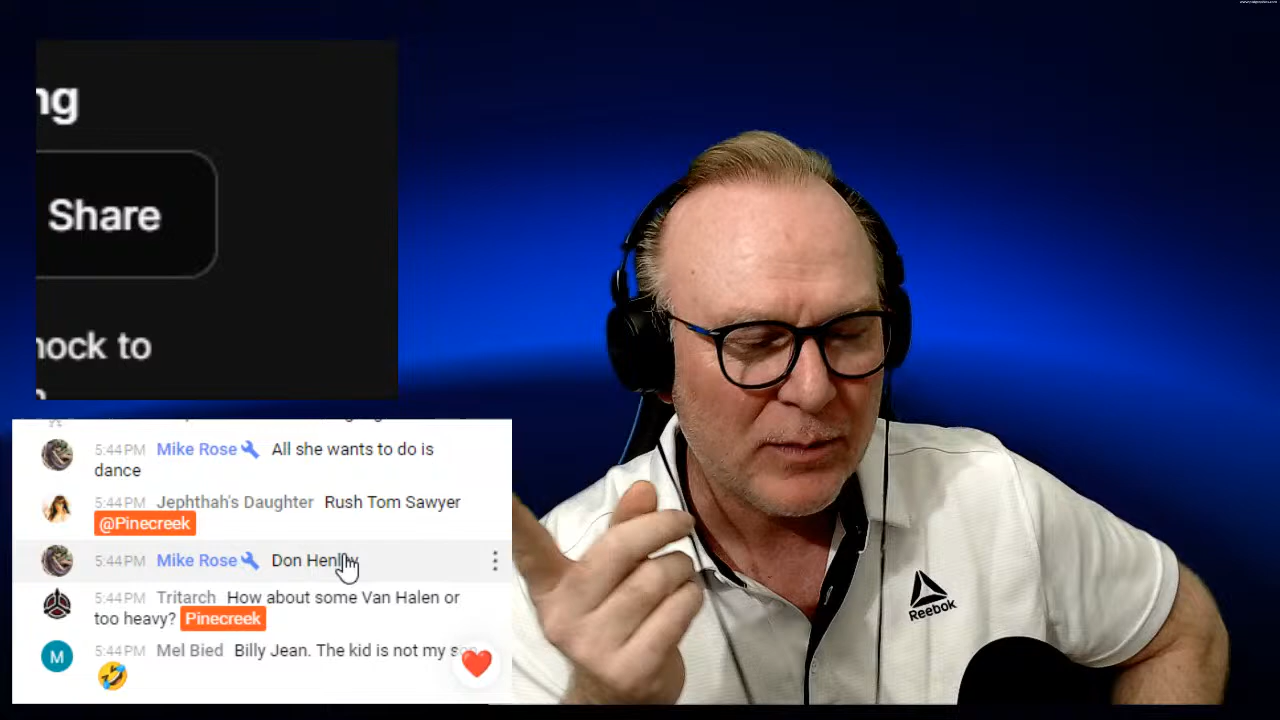 ng
Share
nock to
5:44 PM Mike Rose All she wants to do is
dance
5:44 PM Jephthah's Daughter Rush Tom Sawyer
@Pinecreek
5:44 PM Mike Rose Don Henley
5:44 PM Tritarch How about some Van Halen or
too heavy? Pinecreek
M 5:44 PM Mel Bied Billy Jean. The kid is not my
🤣
Reebok